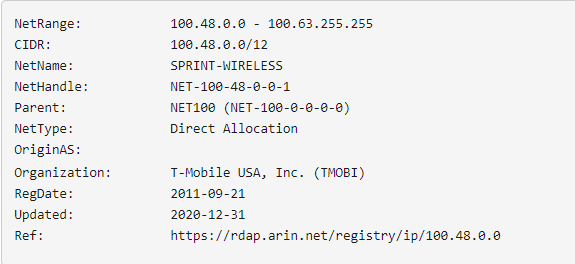 NetRange: 100.48.0.0 - 100.63.255.255
CIDR: 100.48.0.0/12
NetName: SPRINT-WIRELESS
NetHandle: NET-100-48-0-0-1
Parent: NET100 (NET-100-0-0-0-0)
NetType: Direct Allocation
OriginAS:
Organization: T-Mobile USA, Inc. (TMOBI)
RegDate: 2011-09-21
Updated: 2020-12-31
Ref: https://rdap.arin.net/registry/ip/100.48.0.0